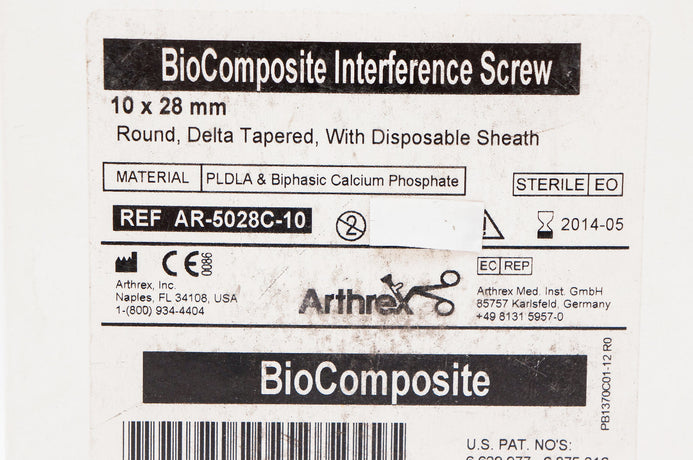 BioComposite Interference Screw
10 x 28 mm
Round, Delta Tapered, With Disposable Sheath
MATERIAL PLDLA & Biphasic Calcium Phosphate
STERILE EO
REF AR-5028C-10
2
2014-05
CE 0086
Arthrex, Inc.
Naples, FL 34108, USA
1-(800) 934-4404
Arthrex
EC REP
Arthrex Med. Inst. GmbH
85757 Karlsfeld, Germany
+49 8131 5957-0
BioComposite
PB1370C01-12 R0
U.S. PAT. NO'S: